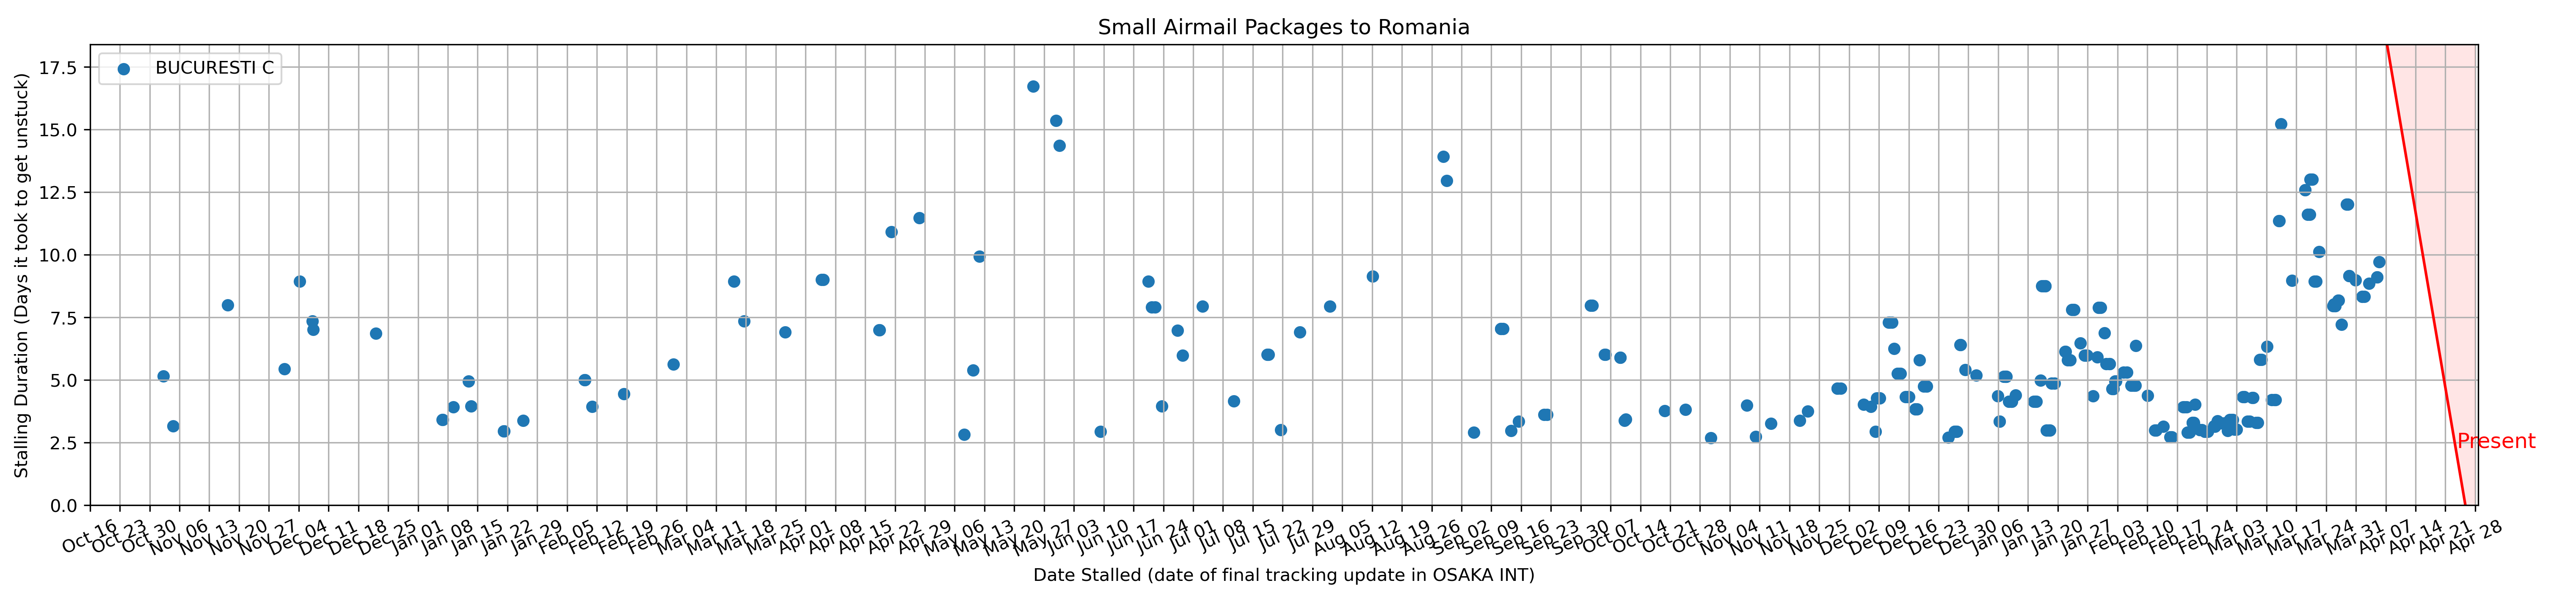 Small Airmail Packages to Romania
BUCURESTI C
Stalling Duration (Days it took to get unstuck)
17.5
15.0
12.5
10.0
7.5
5.0
2.5
0.0
Present
Oct 16 Oct 23 Oct 30 Nov 06 Nov 13 Nov 20 Nov 27 Dec 04 Dec 11 Dec 18 Dec 25 Jan 01 Jan 08 Jan 15 Jan 22 Jan 29 Feb 05 Feb 12 Feb 19 Feb 26 Mar 04 Mar 11 Mar 18 Mar 25 Apr 01 Apr 08 Apr 15 Apr 22 Apr 29 May 06 May 13 May 20 May 27 Jun 03 Jun 10 Jun 17 Jun 24 Jul 01 Jul 08 Jul 15 Jul 22 Jul 29 Aug 05 Aug 12 Aug 19 Aug 26 Sep 02 Sep 09 Sep 16 Sep 23 Sep 30 Oct 07 Oct 14 Oct 21 Oct 28 Nov 04 Nov 11 Nov 18 Nov 25 Dec 02 Dec 09 Dec 16 Dec 23 Dec 30 Jan 06 Jan 13 Jan 20 Jan 27 Feb 03 Feb 10 Feb 17 Feb 24 Mar 03 Mar 10 Mar 17 Mar 24 Mar 31 Apr 07 Apr 14 Apr 21 Apr 28
Date Stalled (date of final tracking update in OSAKA INT)